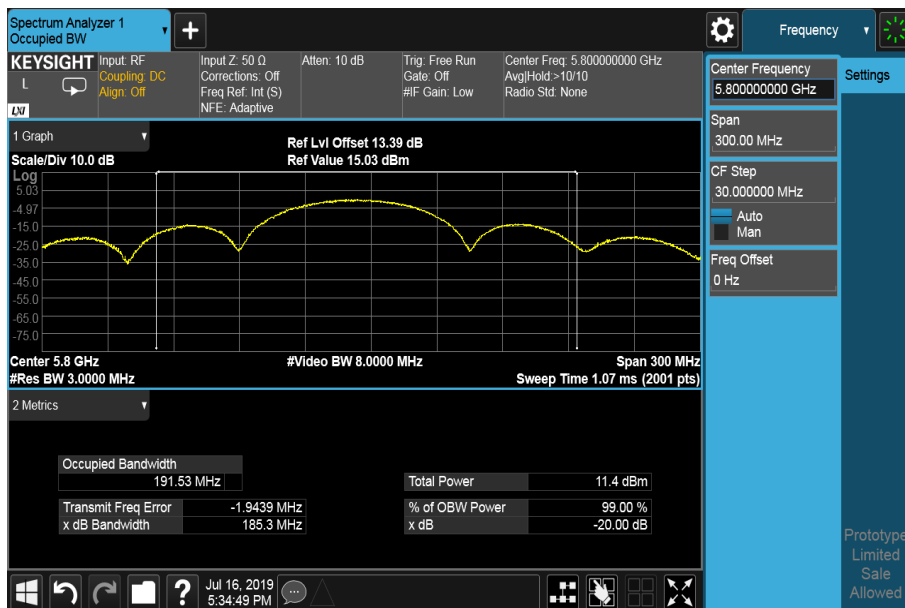 Spectrum Analyzer 1
Occupied BW
Frequency
KEYSIGHT
L
LXI
Input: RF
Coupling: DC
Align: Off
Input Z: 50 Ω
Corrections: Off
Freq Ref: Int (S)
NFE: Adaptive
Atten: 10 dB
Trig: Free Run
Gate: Off
#IF Gain: Low
Center Freq: 5.800000000 GHz
Avg|Hold:>10/10
Radio Std: None
Center Frequency
5.800000000 GHz
Settings
Span
300.00 MHz
CF Step
30.000000 MHz
Auto
Man
Freq Offset
0 Hz
1 Graph
Scale/Div 10.0 dB
Ref Lvl Offset 13.39 dB
Ref Value 15.03 dBm
Log
5.03
-4.97
-15.0
-25.0
-35.0
-45.0
-55.0
-65.0
-75.0
Center 5.8 GHz
#Video BW 8.0000 MHz
Span 300 MHz
#Res BW 3.0000 MHz
Sweep Time 1.07 ms (2001 pts)
2 Metrics
Occupied Bandwidth
191.53 MHz
Total Power 11.4 dBm
Transmit Freq Error -1.9439 MHz
% of OBW Power 99.00 %
x dB Bandwidth 185.3 MHz
x dB -20.00 dB
Prototype
Limited
Sale
Allowed
?
Jul 16, 2019
5:34:49 PM